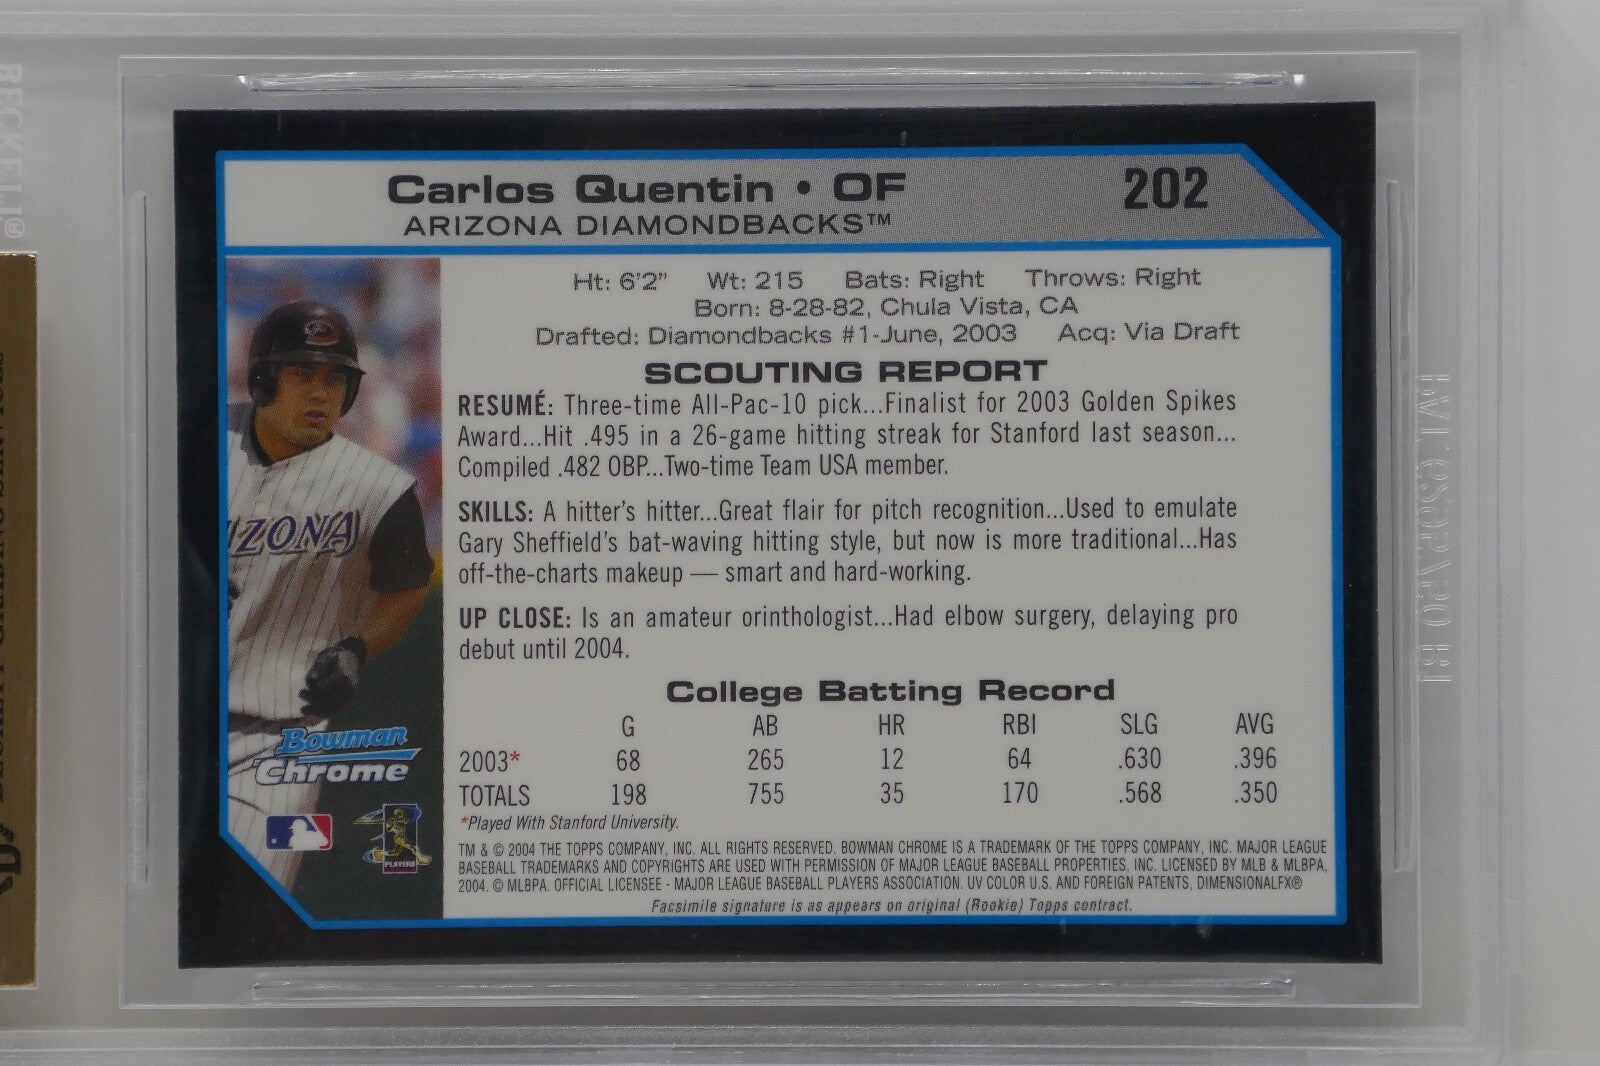 BECKETT®
Carlos Quentin • OF
202
ARIZONA DIAMONDBACKS™
Ht: 6'2" Wt: 215 Bats: Right Throws: Right
Born: 8-28-82, Chula Vista, CA
Drafted: Diamondbacks #1-June, 2003 Acq: Via Draft
SCOUTING REPORT
RESUMÉ: Three-time All-Pac-10 pick...Finalist for 2003 Golden Spikes
Award...Hit .495 in a 26-game hitting streak for Stanford last season...
Compiled .482 OBP...Two-time Team USA member.
SKILLS: A hitter's hitter...Great flair for pitch recognition...Used to emulate
Gary Sheffield's bat-waving hitting style, but now is more traditional...Has
off-the-charts makeup — smart and hard-working.
UP CLOSE: Is an amateur orinthologist...Had elbow surgery, delaying pro
debut until 2004.
College Batting Record
G AB HR RBI SLG AVG
2003* 68 265 12 64 .630 .396
TOTALS 198 755 35 170 .568 .350
*Played With Stanford University.
TM & © 2004 THE TOPPS COMPANY, INC. ALL RIGHTS RESERVED. BOWMAN CHROME IS A TRADEMARK OF THE TOPPS COMPANY, INC. MAJOR LEAGUE
BASEBALL TRADEMARKS AND COPYRIGHTS ARE USED WITH PERMISSION OF MAJOR LEAGUE BASEBALL PROPERTIES, INC. LICENSED BY MLB & MLBPA,
2004. © MLBPA. OFFICIAL LICENSEE - MAJOR LEAGUE BASEBALL PLAYERS ASSOCIATION. UV COLOR U.S. AND FOREIGN PATENTS, DIMENSIONALFX®
Facsimile signature is as appears on original (Rookie) Topps contract.
IZONA
Bowman
Chrome
PLAYERS